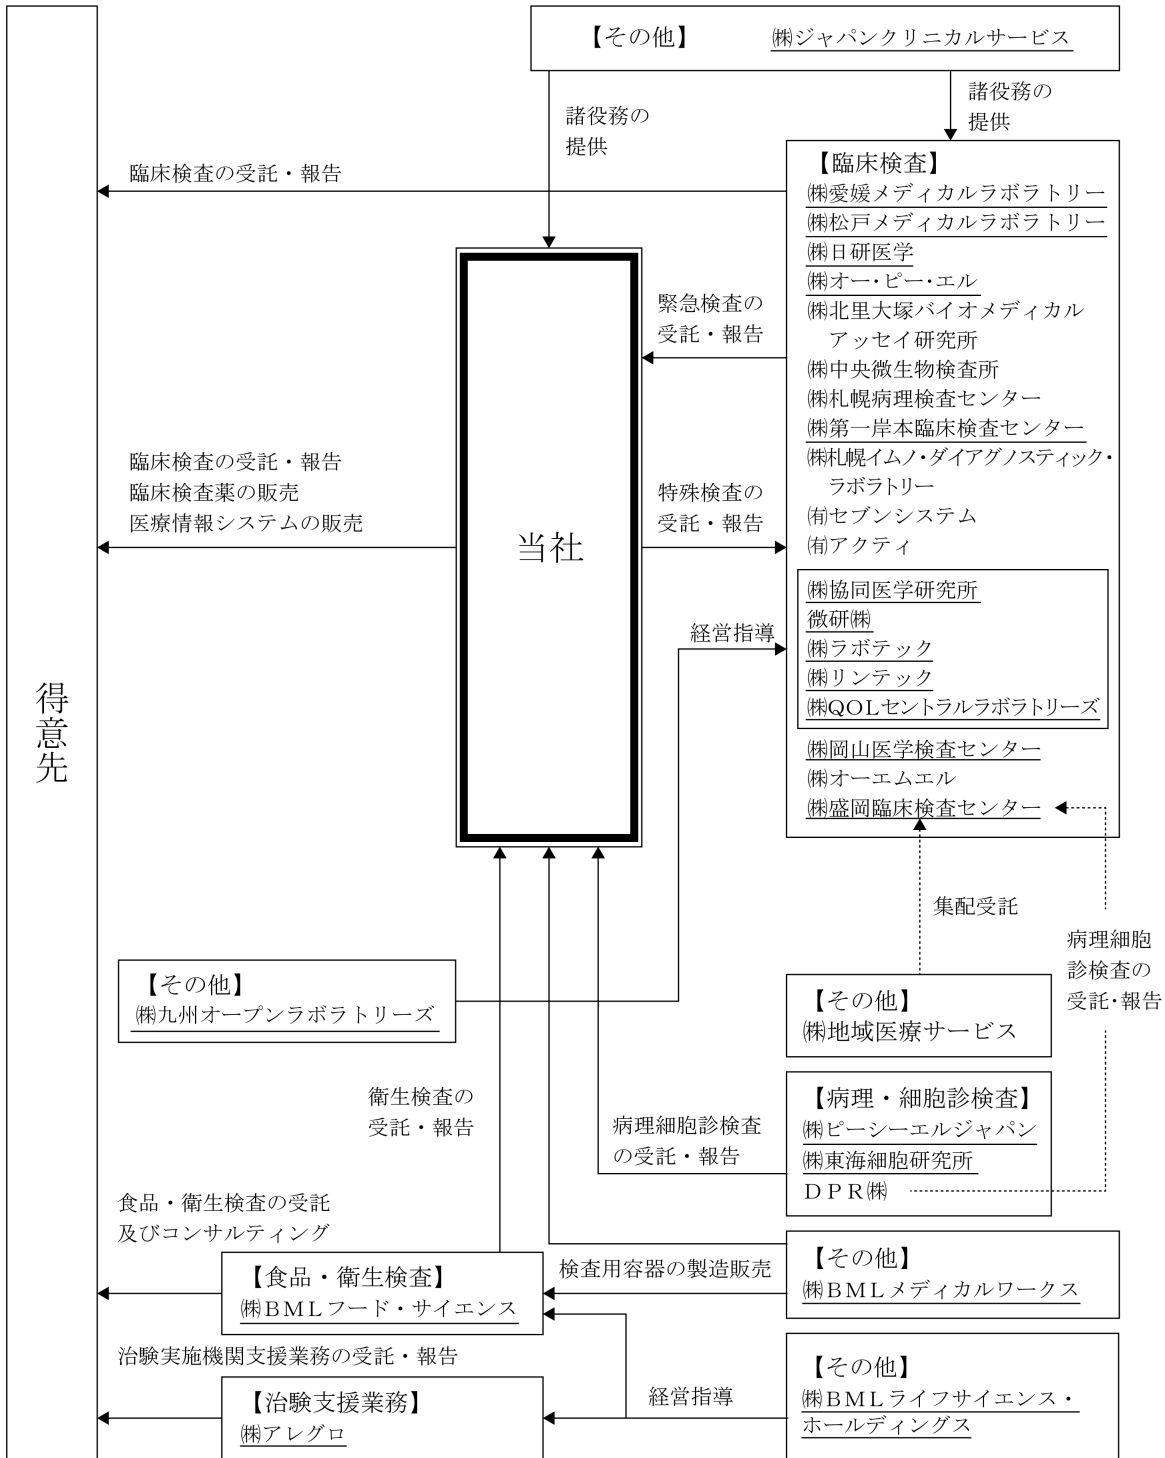 【その他】 ㈱ジャパンクリニカルサービス
諸役務の
提供
諸役務の
提供
臨床検査の受託・報告
【臨床検査】
㈱愛媛メディカルラボラトリー
㈱松戸メディカルラボラトリー
㈱日研医学
㈱オー・ピー・エル
㈱北里大塚バイオメディカル
アッセイ研究所
㈱中央微生物検査所
㈱札幌病理検査センター
㈱第一岸本臨床検査センター
㈱札幌イムノ・ダイアグノスティック・
ラボラトリー
㈲セブンシステム
㈲アクティ
㈱協同医学研究所
微研㈱
㈱ラボテック
㈱リンテック
㈱QOLセントラルラボラトリーズ
㈱岡山医学検査センター
㈱オーエムエル
㈱盛岡臨床検査センター
緊急検査の
受託・報告
臨床検査の受託・報告
臨床検査薬の販売
医療情報システムの販売
特殊検査の
受託・報告
当社
経営指導
得意先
集配受託
病理細胞
診検査の
受託・報告
【その他】
㈱九州オープンラボラトリーズ
【その他】
㈱地域医療サービス
衛生検査の
受託・報告
病理細胞診検査
の受託・報告
【病理・細胞診検査】
㈱ピーシーエルジャパン
㈱東海細胞研究所
DPR㈱
食品・衛生検査の受託
及びコンサルティング
【食品・衛生検査】
㈱BMLフード・サイエンス
検査用容器の製造販売
【その他】
㈱BMLメディカルワークス
治験実施機関支援業務の受託・報告
【治験支援業務】
㈱アレグロ
経営指導
【その他】
㈱BMLライフサイエンス・
ホールディングス